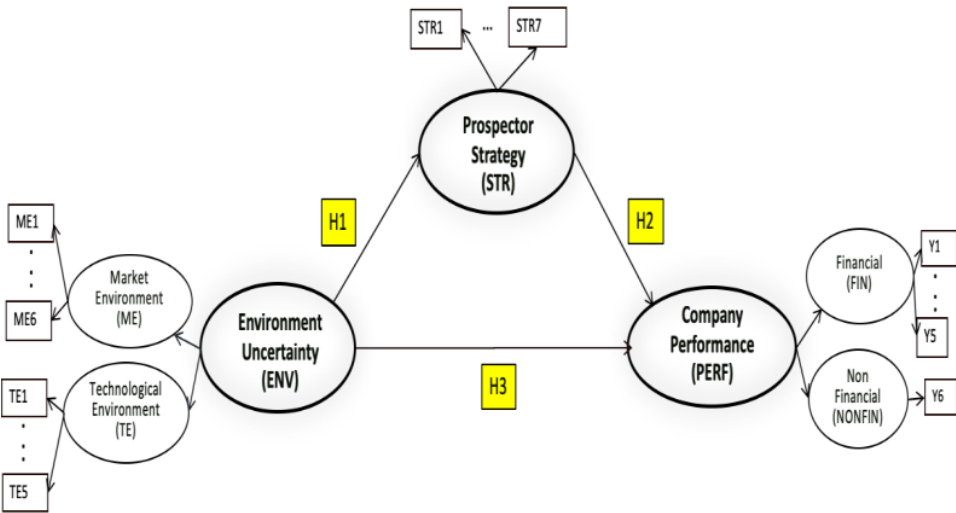 STR1
...
STR7
Prospector
Strategy
(STR)
H1
H2
ME1
.
.
.
ME6
Market
Environment
(ME)
Environment
Uncertainty
(ENV)
Technological
Environment
(TE)
TE1
.
.
.
TE5
H3
Company
Performance
(PERF)
Financial
(FIN)
Y1
.
.
.
Y5
Non
Financial
(NONFIN)
Y6